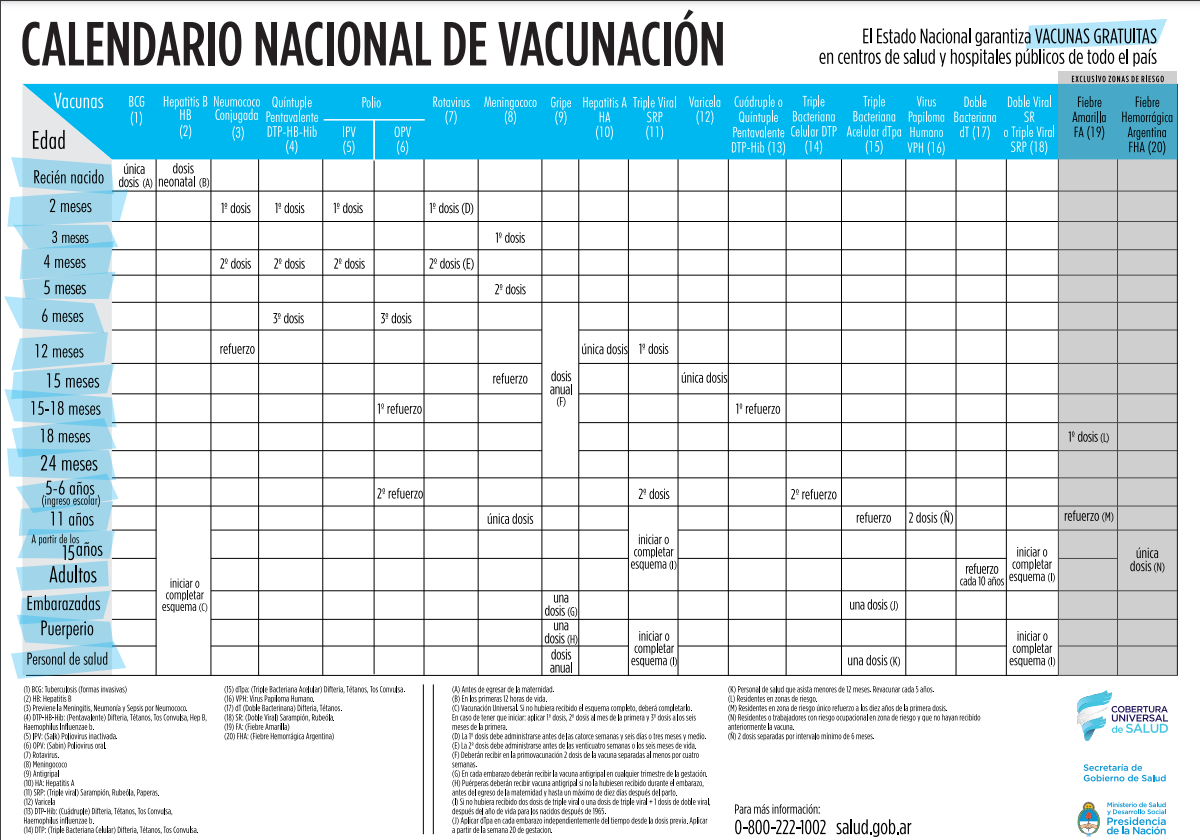 CALENDARIO NACIONAL DE VACUNACIÓN
El Estado Nacional garantiza VACUNAS GRATUITAS
en centros de salud y hospitales públicos de todo el país
EXCLUSIVO ZONAS DE RIESGO
Vacunas
Edad
BCG
(1)
Hepatitis B
HB
(2)
Neumococo
Conjugada
(3)
Quíntuple
Pentavalente
DTP-HB-Hib
(4)
Polio
IPV
(5)
OPV
(6)
Rotavirus
(7)
Meningococo
(8)
Gripe
(9)
Hepatitis A
HA
(10)
Triple Viral
SRP
(11)
Varicela
(12)
Cuádruple o
Quíntuple
Pentavalente
DTP-Hib (13)
Triple
Bacteriana
Celular DTP
(14)
Triple
Bacteriana
Acelular dTpa
(15)
Virus
Papiloma
Humano
VPH (16)
Doble
Bacteriana
dT (17)
Doble Viral
SR
o Triple Viral
SRP (18)
Fiebre
Amarilla
FA (19)
Fiebre
Hemorrágica
Argentina
FHA (20)
Recién nacido
única
dosis (A)
dosis
neonatal (B)
2 meses
1º dosis
1º dosis
1º dosis
1º dosis (D)
3 meses
1º dosis
4 meses
2º dosis
2º dosis
2º dosis
2º dosis (E)
5 meses
2º dosis
6 meses
3º dosis
3º dosis
12 meses
refuerzo
única dosis
1º dosis
15 meses
refuerzo
dosis
anual
(F)
única dosis
15-18 meses
1º refuerzo
1º refuerzo
18 meses
1º dosis (L)
24 meses
5-6 años
(ingreso escolar)
2º refuerzo
2º dosis
2º refuerzo
11 años
única dosis
refuerzo
2 dosis (Ñ)
refuerzo (M)
A partir de los
15 años
iniciar o
completar
esquema (I)
iniciar o
completar
esquema (I)
única
dosis (N)
Adultos
iniciar o
completar
esquema (C)
refuerzo
cada 10 años
Embarazadas
una
dosis (G)
una dosis (J)
Puerperio
una
dosis (H)
iniciar o
completar
esquema (I)
iniciar o
completar
esquema (I)
Personal de salud
dosis
anual
una dosis (K)
(1) BCG: Tuberculosis (formas invasivas)
(2) HB: Hepatitis B
(3) Previene la Meningitis, Neumonía y Sepsis por Neumococo.
(4) DTP-HB-Hib: (Pentavalente) Difteria, Tétanos, Tos Convulsa, Hep B,
Haemophilus Influenzae b.
(5) IPV: (Salk) Poliovirus inactivada.
(6) OPV: (Sabin) Poliovirus oral.
(7) Rotavirus.
(8) Meningococo
(9) Antigripal
(10) HA: Hepatitis A
(11) SRP: (Triple viral) Sarampión, Rubeóla, Paperas.
(12) Varicela
(13) DTP-Hib: (Cuádruple) Difteria, Tétanos, Tos Convulsa,
Haemophilus influenzae b.
(14) DTP: (Triple Bacteriana Celular) Difteria, Tétanos, Tos Convulsa.
(15) dTpa: (Triple Bacteriana Acelular) Difteria, Tétanos, Tos Convulsa.
(16) VPH: Virus Papiloma Humano.
(17) dT (Doble Bacteriana) Difteria, Tétanos.
(18) SR: (Doble Viral) Sarampión, Rubeóla.
(19) FA: (Fiebre Amarilla)
(20) FHA: (Fiebre Hemorrágica Argentina)
(A) Antes de egresar de la maternidad.
(B) En las primeras 12 horas de vida.
(C) Vacunación Universal. Si no hubiera recibido el esquema completo, deberá completarlo.
En caso de tener que iniciar: aplicar 1º dosis, 2º dosis al mes de la primera y 3º dosis a los seis
meses de la primera.
(D) La 1º dosis debe administrarse antes de las catorce semanas y seis días o tres meses y medio.
(E) La 2º dosis debe administrarse antes de las venticuatro semanas o los seis meses de vida.
(F) Deberán recibir en la primovacunación 2 dosis de la vacuna separadas al menos por cuatro
semanas.
(G) En cada embarazo deberán recibir la vacuna antigripal en cualquier trimestre de la gestación.
(H) Puérperas deberán recibir vacuna antigripal si no la hubiesen recibido durante el embarazo,
antes del egreso de la maternidad y hasta un máximo de diez días después del parto.
(I) Si no hubiera recibido dos dosis de triple viral o una dosis de triple viral + 1 dosis de doble viral,
después del año de vida para los nacidos después de 1965.
(J) Aplicar dTpa en cada embarazo independientemente del tiempo desde la dosis previa. Aplicar
a partir de la semana 20 de gestacion.
(K) Personal de salud que asista menores de 12 meses. Revacunar cada 5 años.
(L) Residentes en zonas de riesgo.
(M) Residentes en zona de riesgo único refuerzo a los diez años de la primera dosis.
(N) Residentes o trabajadores con riesgo ocupacional en zona de riesgo y que no hayan recibido
anteriormente la vacuna.
(Ñ) 2 dosis separadas por intervalo mínimo de 6 meses.
Para más información:
0-800-222-1002 salud.gob.ar
COBERTURA
UNIVERSAL
de SALUD
Secretaría de
Gobierno de Salud
Ministerio de Salud
y Desarrollo Social
Presidencia
de la Nación